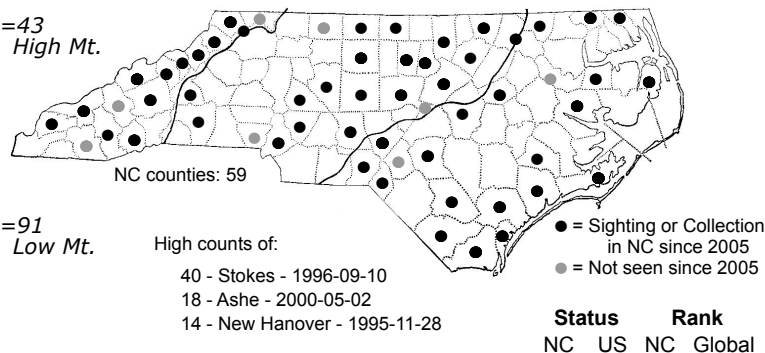 =43
High Mt.
NC counties: 59
=91
Low Mt.
High counts of:
40 - Stokes - 1996-09-10
18 - Ashe - 2000-05-02
14 - New Hanover - 1995-11-28
● = Sighting or Collection
in NC since 2005
● = Not seen since 2005
Status Rank
NC US NC Global